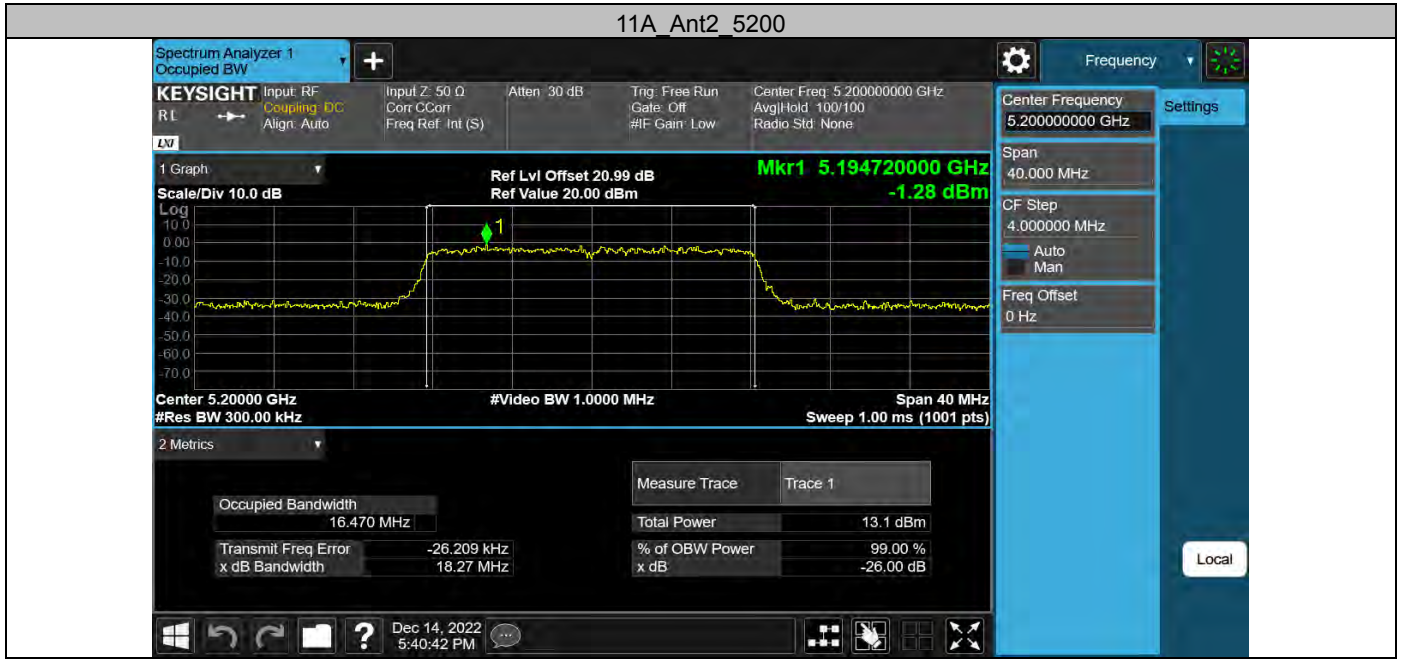 11A_Ant2_5200
Spectrum Analyzer 1
Occupied BW
+
Frequency
KEYSIGHT
RL
LXI
Input: RF
Coupling: DC
Align: Auto
Input Z: 50 Ω
Corr CCorr
Freq Ref: Int (S)
Atten: 30 dB
Trig: Free Run
Gate: Off
#IF Gain: Low
Center Freq: 5.200000000 GHz
Avg|Hold: 100/100
Radio Std: None
Center Frequency
5.200000000 GHz
Settings
Span
40.000 MHz
CF Step
4.000000 MHz
Auto
Man
Freq Offset
0 Hz
Local
1 Graph
Scale/Div 10.0 dB
Ref Lvl Offset 20.99 dB
Ref Value 20.00 dBm
Mkr1 5.194720000 GHz
-1.28 dBm
Log
10.0
0.00
-10.0
-20.0
-30.0
-40.0
-50.0
-60.0
-70.0
1
Center 5.20000 GHz
#Res BW 300.00 kHz
#Video BW 1.0000 MHz
Span 40 MHz
Sweep 1.00 ms (1001 pts)
2 Metrics
Measure Trace Trace 1
Occupied Bandwidth
16.470 MHz
Total Power 13.1 dBm
Transmit Freq Error -26.209 kHz
% of OBW Power 99.00 %
x dB Bandwidth 18.27 MHz
x dB -26.00 dB
?
Dec 14, 2022
5:40:42 PM